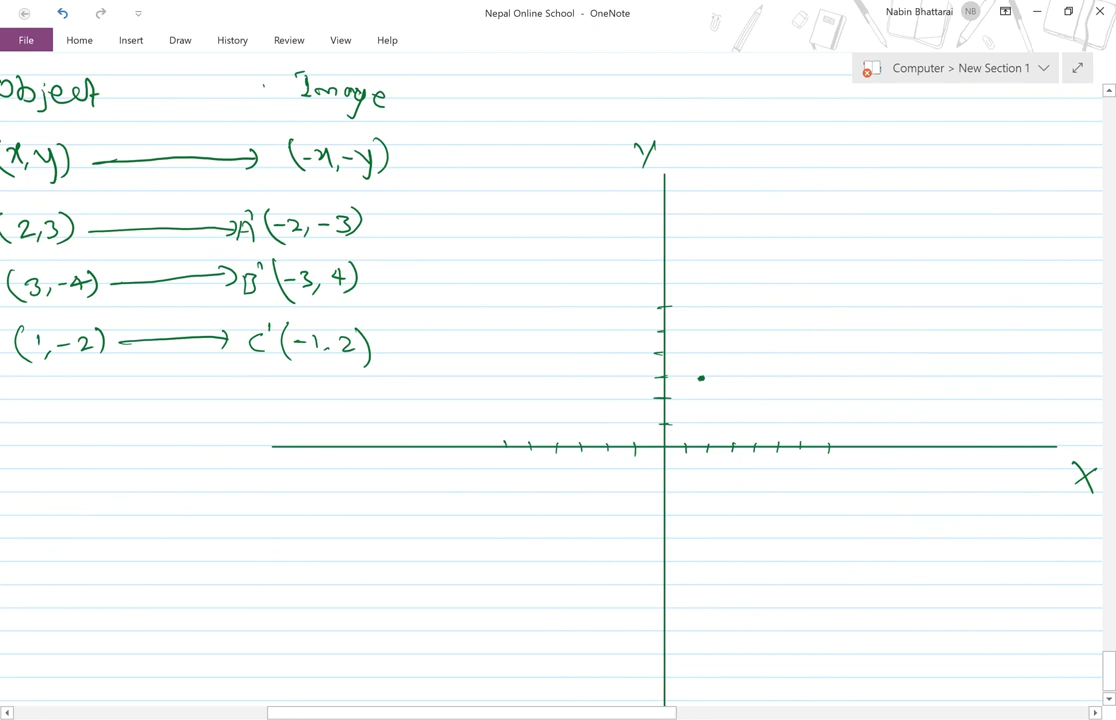 Nepal Online School - OneNote
Nabin Bhattarai NB
File Home Insert Draw History Review View Help
Computer > New Section 1
Object Image
(x,y) (-x,-y)
(2,3) A'(-2,-3)
(3,-4) B'(-3,4)
(1,-2) C'(-1,2)
Y
X